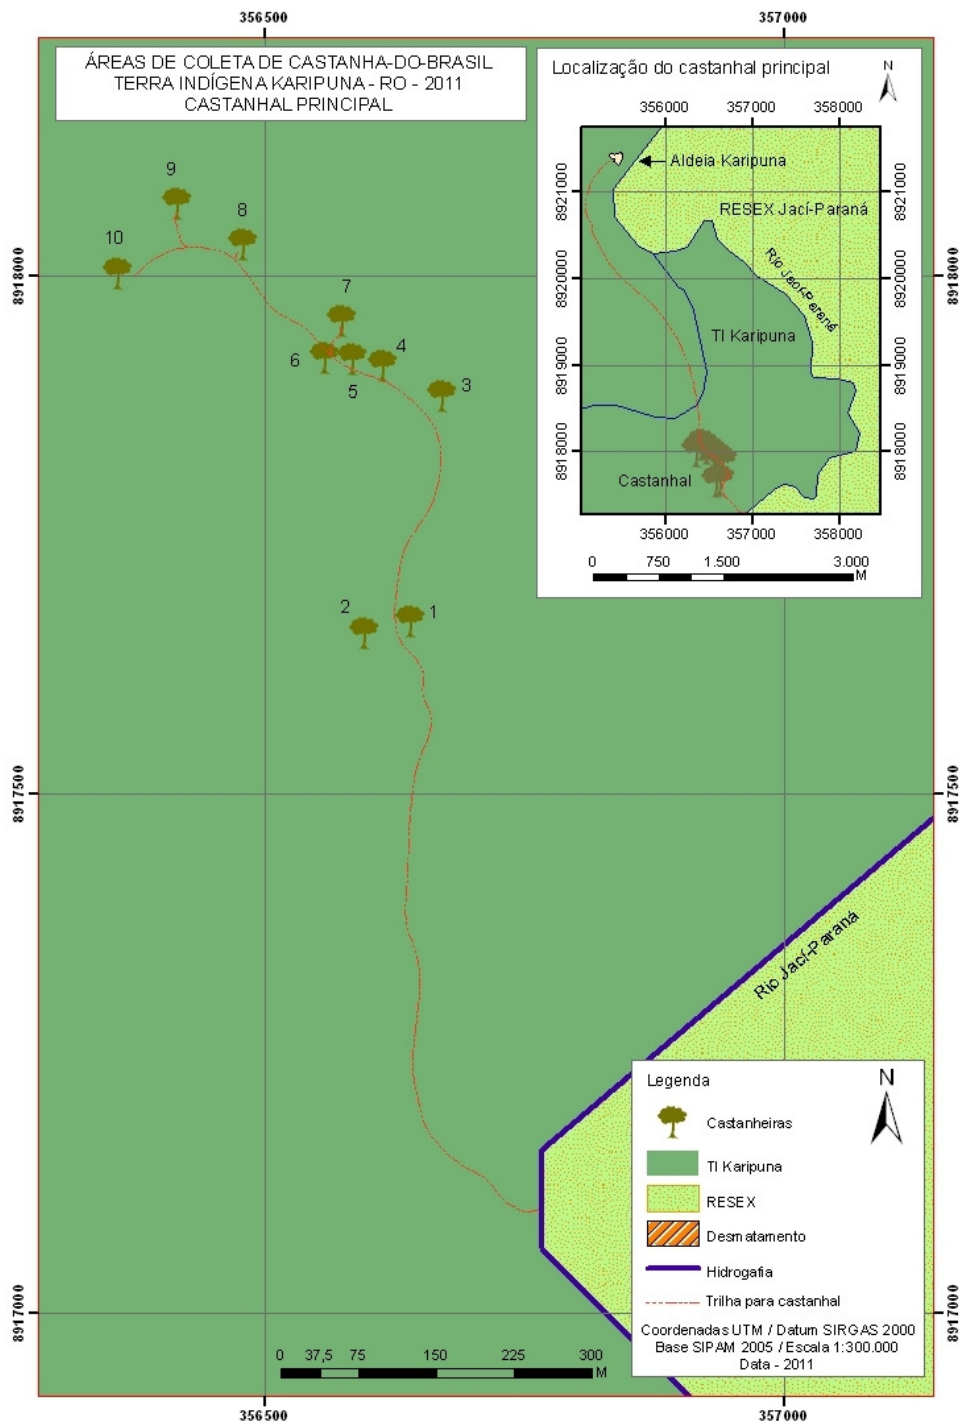 356500
357000
ÁREAS DE COLETA DE CASTANHA-DO-BRASIL
TERRA INDÍGENA KARIPUNA - RO - 2011
CASTANHAL PRINCIPAL
Localização do castanhal principal
N
356000
357000
358000
Aldeia Karipuna
RESEX Jací-Paraná
Rio Jací-Paraná
TI Karipuna
Castanhal
8921000
8920000
8919000
8918000
8921000
8920000
8919000
8918000
356000
357000
358000
0
750
1.500
3.000
M
9
8
10
7
6
5
4
3
2
1
8918000
8918000
8917500
8917500
8917000
8917000
Rio Jací-Paraná
Legenda
N
Castanheiras
TI Karipuna
RESEX
Desmatamento
Hidrogafia
Trilha para castanhal
Coordenadas UTM / Datum SIRGAS 2000
Base SIPAM 2005 / Escala 1:300.000
Data - 2011
0
37,5
75
150
225
300
M
356500
357000